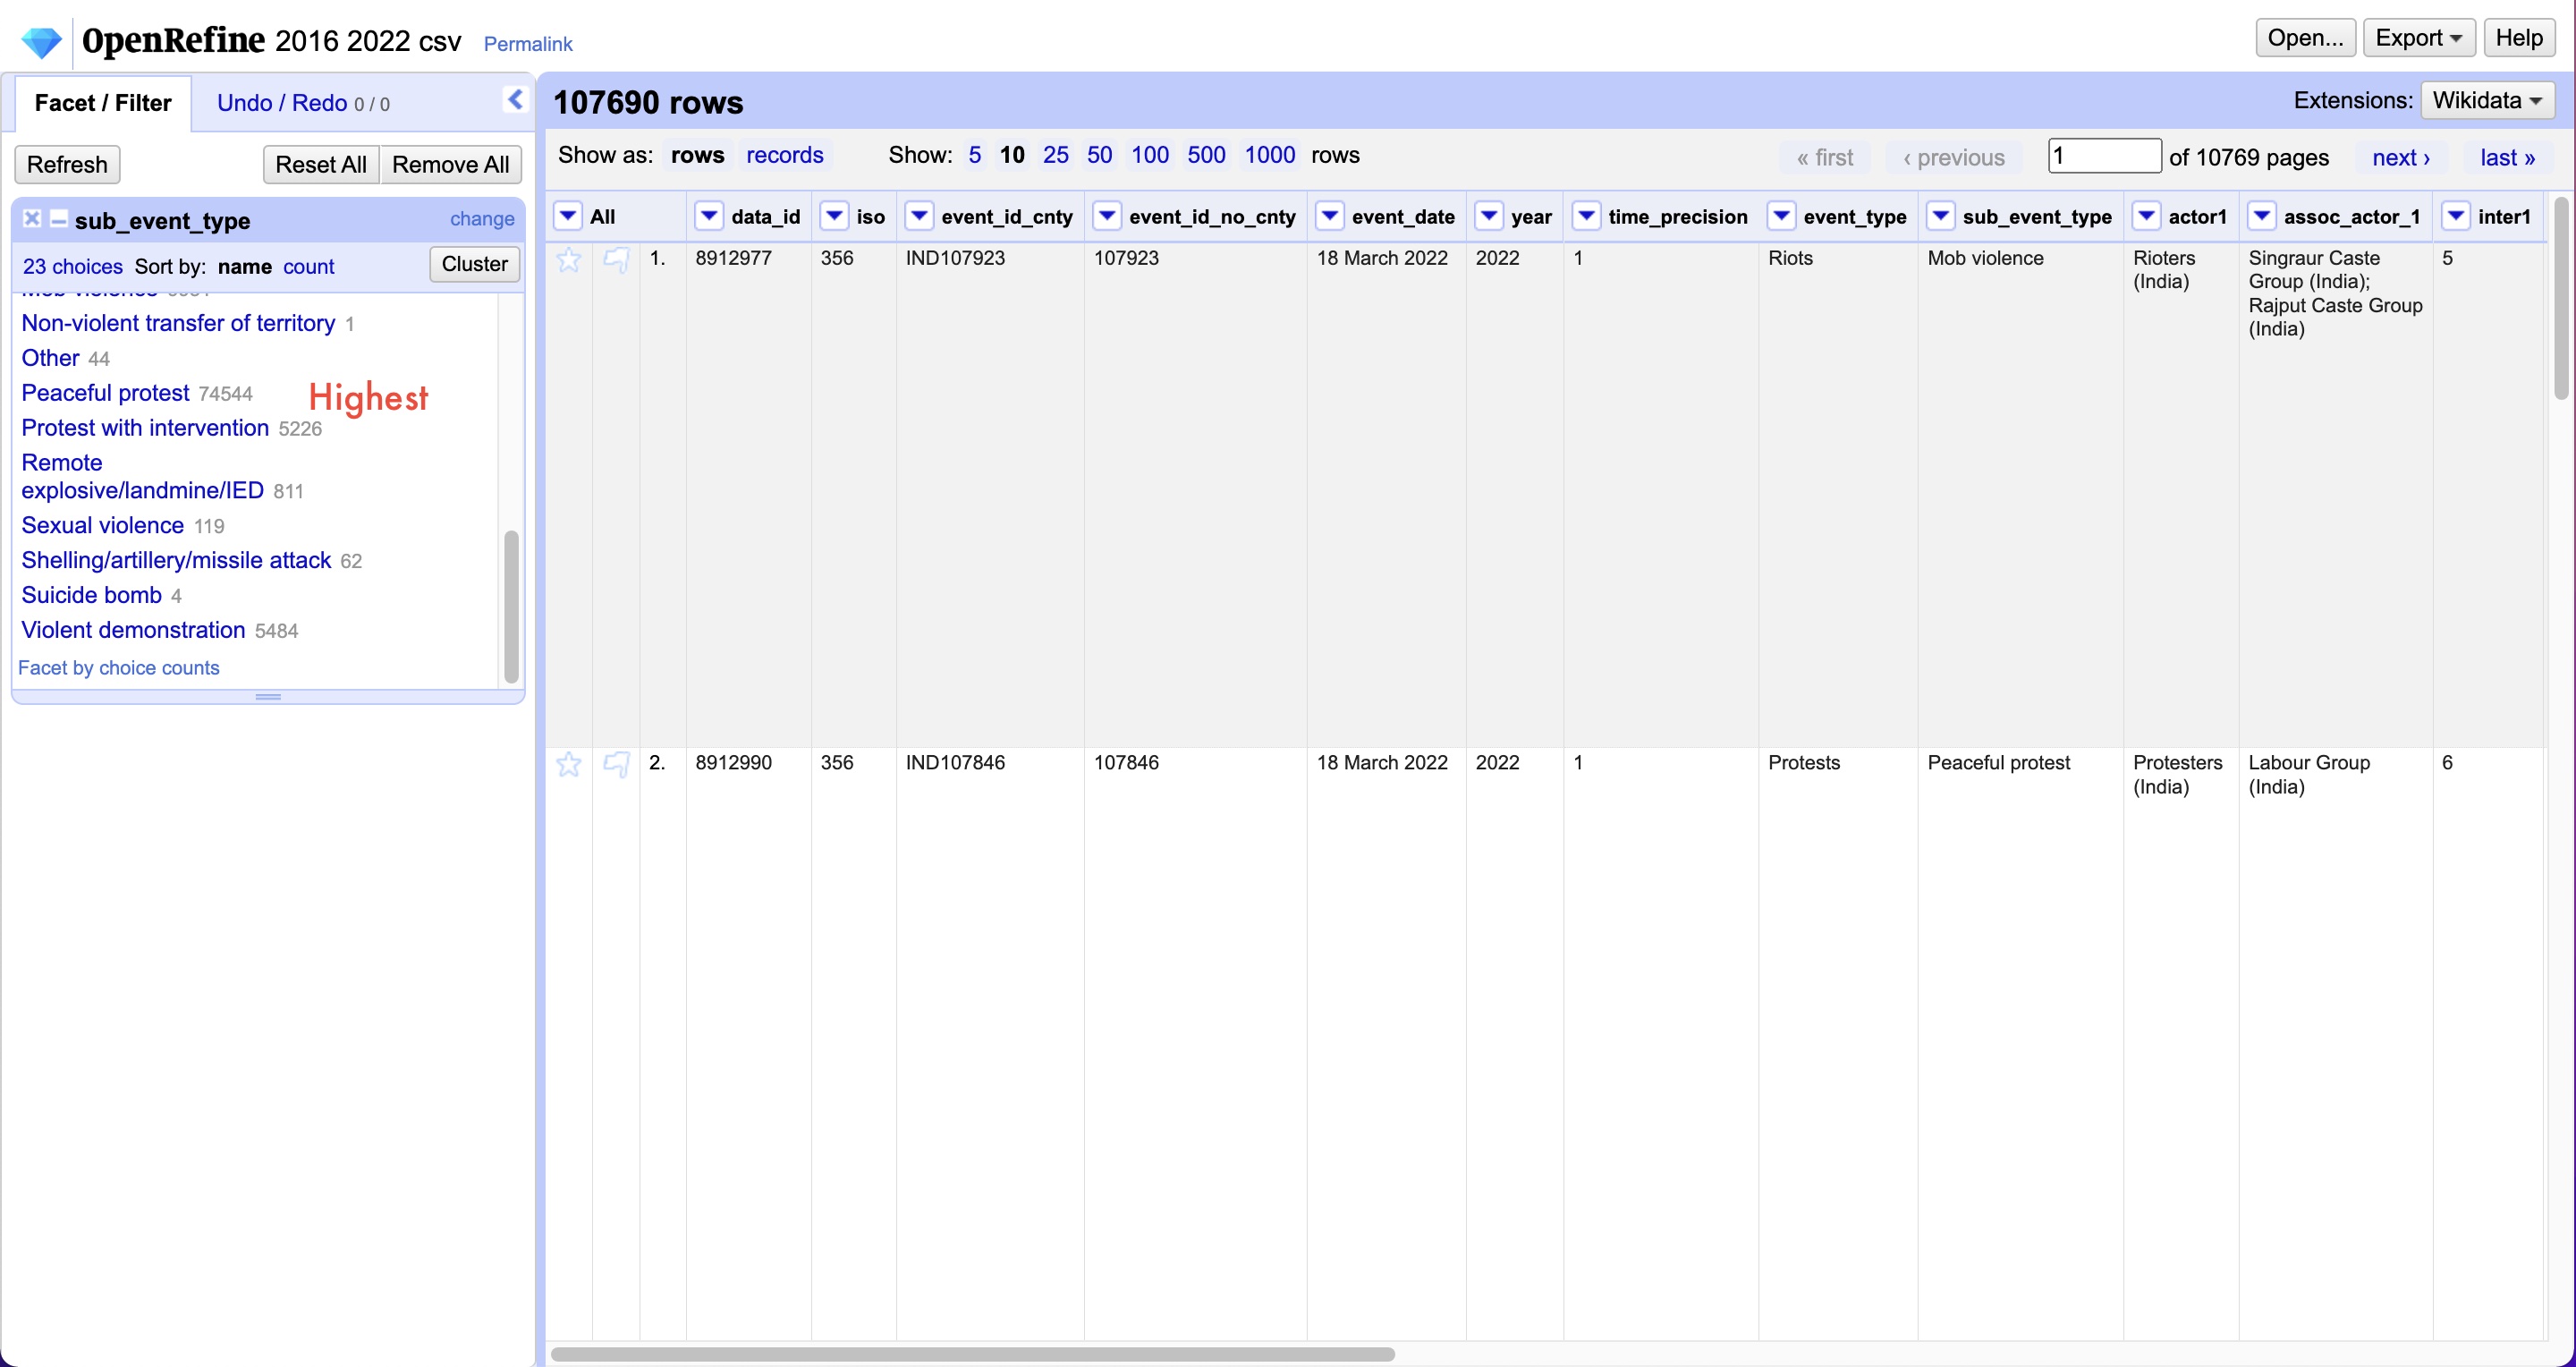 OpenRefine 2016 2022 csv Permalink
Open... Export Help
Facet / Filter Undo / Redo 0 / 0
Refresh Reset All Remove All
sub_event_type change
23 choices Sort by: name count Cluster
Non-violent transfer of territory 1
Other 44
Peaceful protest 74544
Highest
Protest with intervention 5226
Remote
explosive/landmine/IED 811
Sexual violence 119
Shelling/artillery/missile attack 62
Suicide bomb 4
Violent demonstration 5484
Facet by choice counts
107690 rows
Extensions: Wikidata
Show as: rows records Show: 5 10 25 50 100 500 1000 rows
« first ‹ previous 1 of 10769 pages next › last »
All data_id iso event_id_cnty event_id_no_cnty event_date year time_precision event_type sub_event_type actor1 assoc_actor_1 inter1
1. 8912977 356 IND107923 107923 18 March 2022 2022 1 Riots Mob violence Rioters Singraur Caste 5
(India) Group (India);
Rajput Caste Group
(India)
2. 8912990 356 IND107846 107846 18 March 2022 2022 1 Protests Peaceful protest Protesters Labour Group 6
(India) (India)